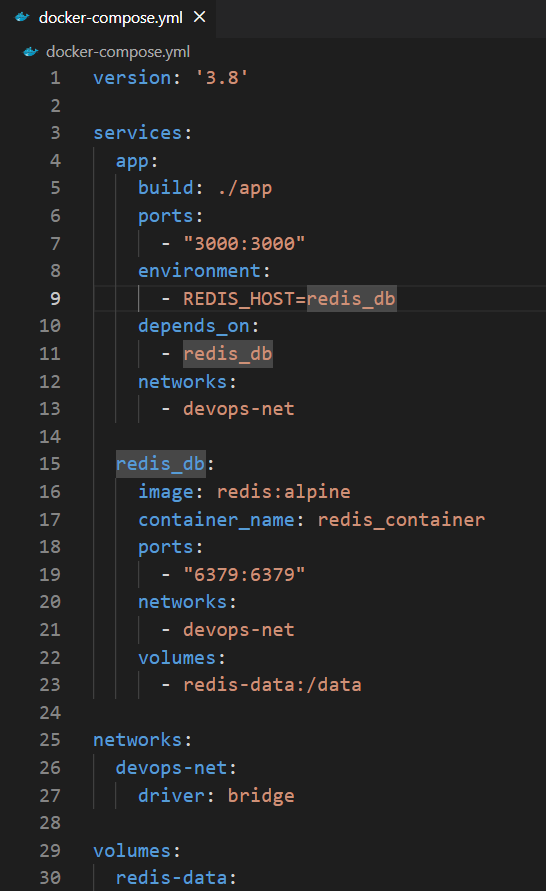 docker-compose.yml ✕
docker-compose.yml
1 version: '3.8'
2
3 services:
4   app:
5     build: ./app
6     ports:
7       - "3000:3000"
8     environment:
9       - REDIS_HOST=redis_db
10     depends_on:
11       - redis_db
12     networks:
13       - devops-net
14
15   redis_db:
16     image: redis:alpine
17     container_name: redis_container
18     ports:
19       - "6379:6379"
20     networks:
21       - devops-net
22     volumes:
23       - redis-data:/data
24
25 networks:
26   devops-net:
27     driver: bridge
28
29 volumes:
30   redis-data: